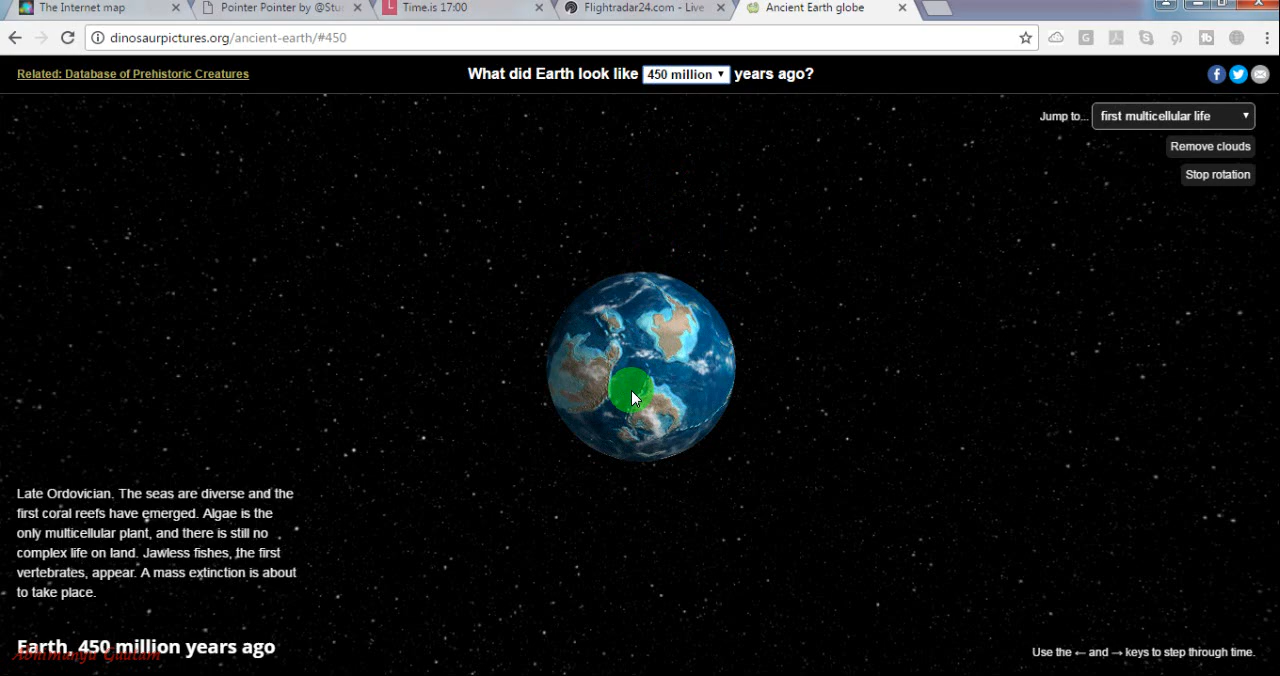 The Internet map
Pointer Pointer by @Stu
Time.is 17:00
Flightradar24.com - Live
Ancient Earth globe
dinosaurpictures.org/ancient-earth/#450
Related: Database of Prehistoric Creatures
What did Earth look like 450 million years ago?
Jump to... first multicellular life
Remove clouds
Stop rotation
Late Ordovician. The seas are diverse and the
first coral reefs have emerged. Algae is the
only multicellular plant, and there is still no
complex life on land. Jawless fishes, the first
vertebrates, appear. A mass extinction is about
to take place.
Earth, 450 million years ago
Abhimanyu Gautam
Use the ← and → keys to step through time.